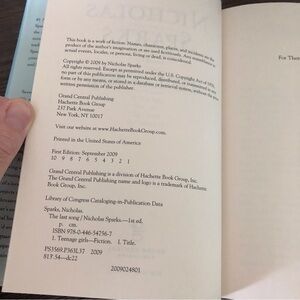 This book is a work of fiction. Names, characters, places, and incidents are the
product of the author's imagination or are used fictitiously. Any resemblance to
actual events, locales, or persons, living or dead, is coincidental.
Copyright © 2009 by Nicholas Sparks
All rights reserved. Except as permitted under the U.S. Copyright Act of 1976,
no part of this publication may be reproduced, distributed, or transmitted in any
form or by any means, or stored in a database or retrieval system, without the prior
written permission of the publisher.
Grand Central Publishing
Hachette Book Group
237 Park Avenue
New York, NY 10017
Visit our website at www.HachetteBookGroup.com.
Printed in the United States of America
First Edition: September 2009
10 9 8 7 6 5 4 3 2 1
Grand Central Publishing is a division of Hachette Book Group, Inc.
The Grand Central Publishing name and logo is a trademark of Hachette
Book Group, Inc.
Library of Congress Cataloging-in-Publication Data
Sparks, Nicholas.
The last song / Nicholas Sparks.—1st ed.
p. cm.
ISBN 978-0-446-54756-7
1. Teenage girls—Fiction. I. Title.
PS3569.P363L37 2009
813'.54—dc22
2009024801
For